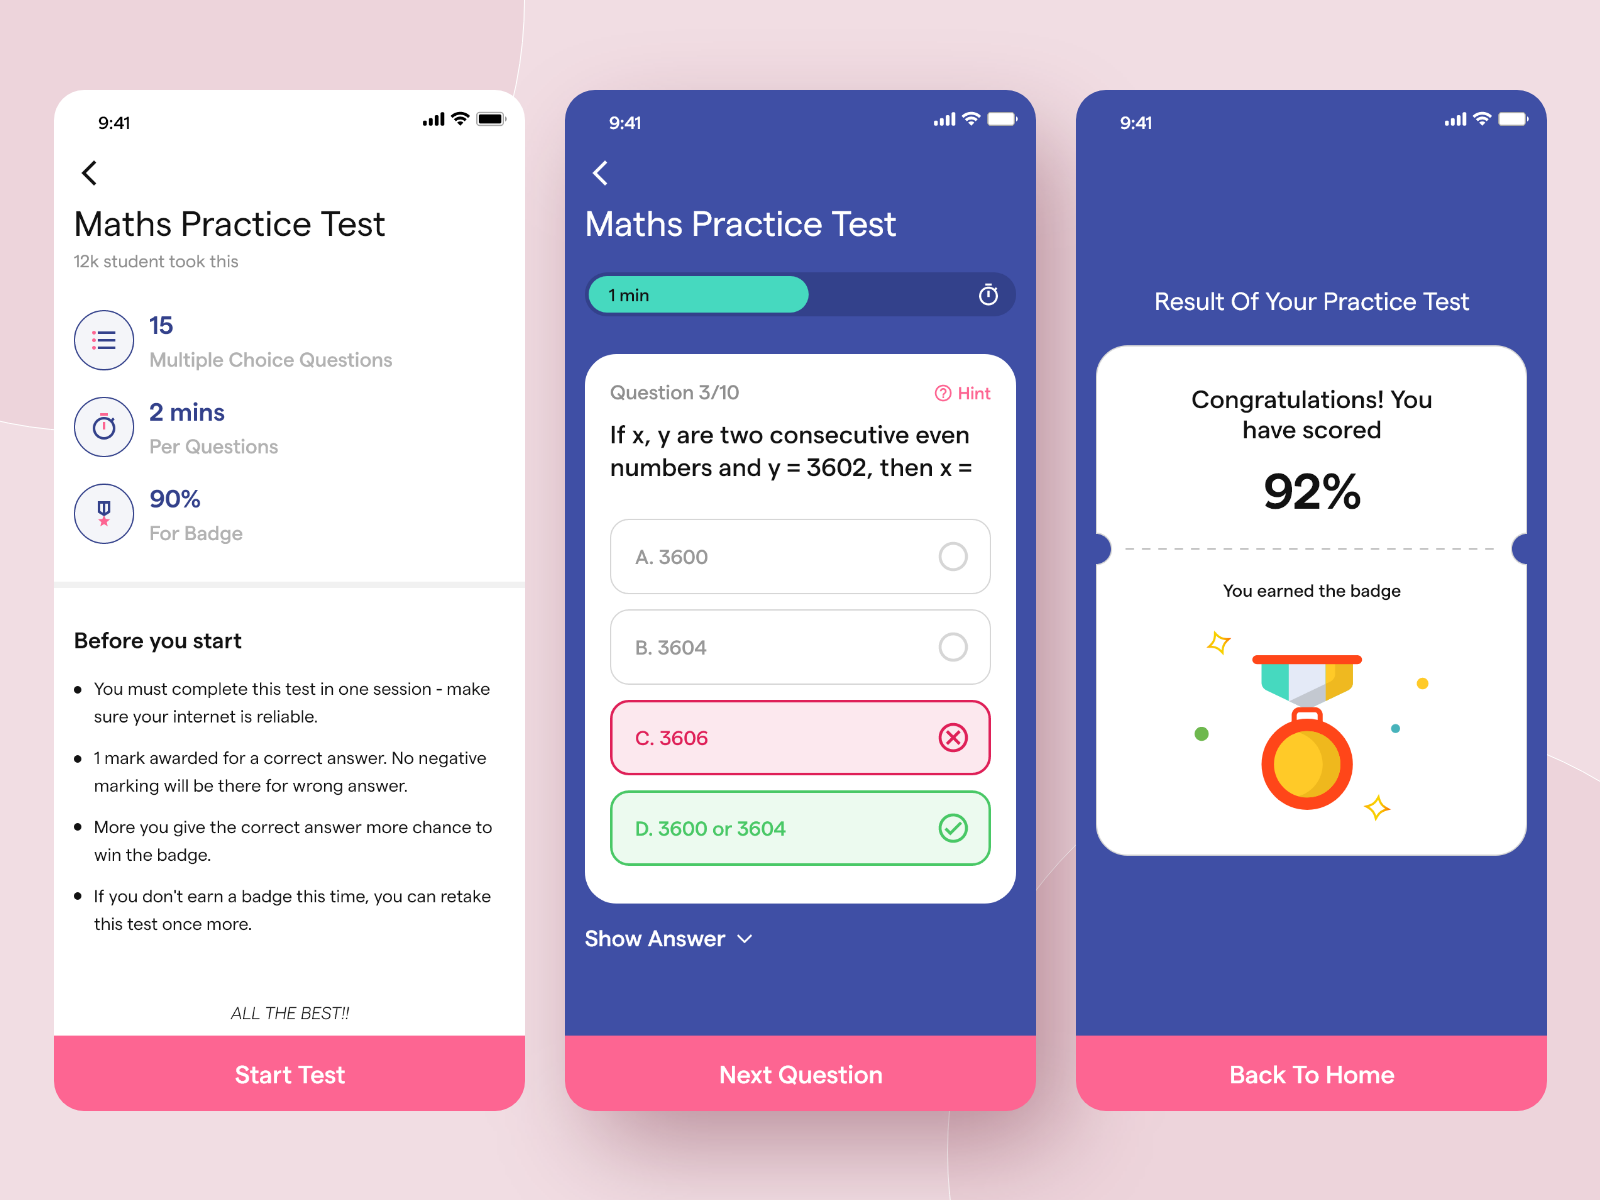 9:41
Maths Practice Test
12k student took this
15
Multiple Choice Questions
2 mins
Per Questions
90%
For Badge
Before you start
You must complete this test in one session - make
sure your internet is reliable.
1 mark awarded for a correct answer. No negative
marking will be there for wrong answer.
More you give the correct answer more chance to
win the badge.
If you don't earn a badge this time, you can retake
this test once more.
ALL THE BEST!!
Start Test
9:41
Maths Practice Test
1 min
Question 3/10
Hint
If x, y are two consecutive even
numbers and y = 3602, then x =
A. 3600
B. 3604
C. 3606
D. 3600 or 3604
Show Answer
Next Question
9:41
Result Of Your Practice Test
Congratulations! You
have scored
92%
You earned the badge
Back To Home